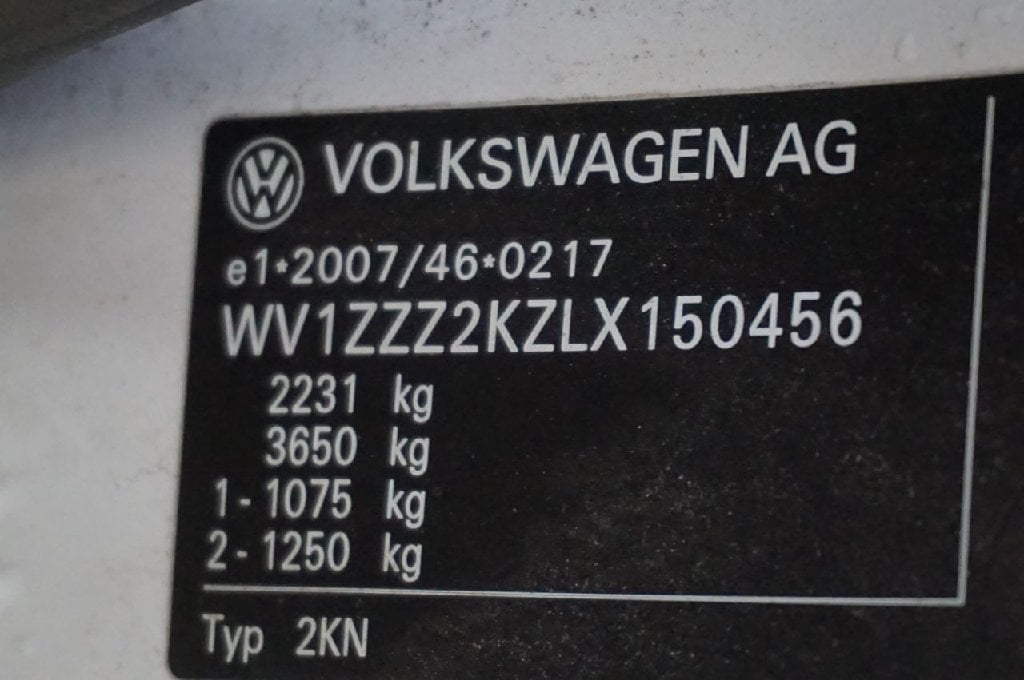 VOLKSWAGEN AG
e1*2007/46*0217
WV1ZZZ2KZLX150456
2231 kg
3650 kg
1-1075 kg
2-1250 kg
Typ 2KN